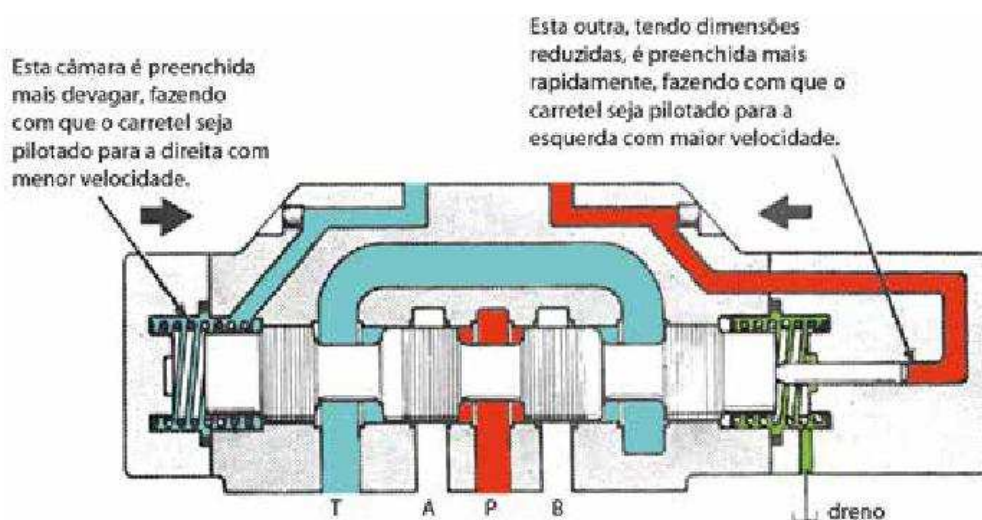 Esta câmara é preenchida
mais devagar, fazendo
com que o carretel seja
pilotado para a direita com
menor velocidade.
Esta outra, tendo dimensões
reduzidas, é preenchida mais
rapidamente, fazendo com que o
carretel seja pilotado para a
esquerda com maior velocidade.
T A P B
dreno